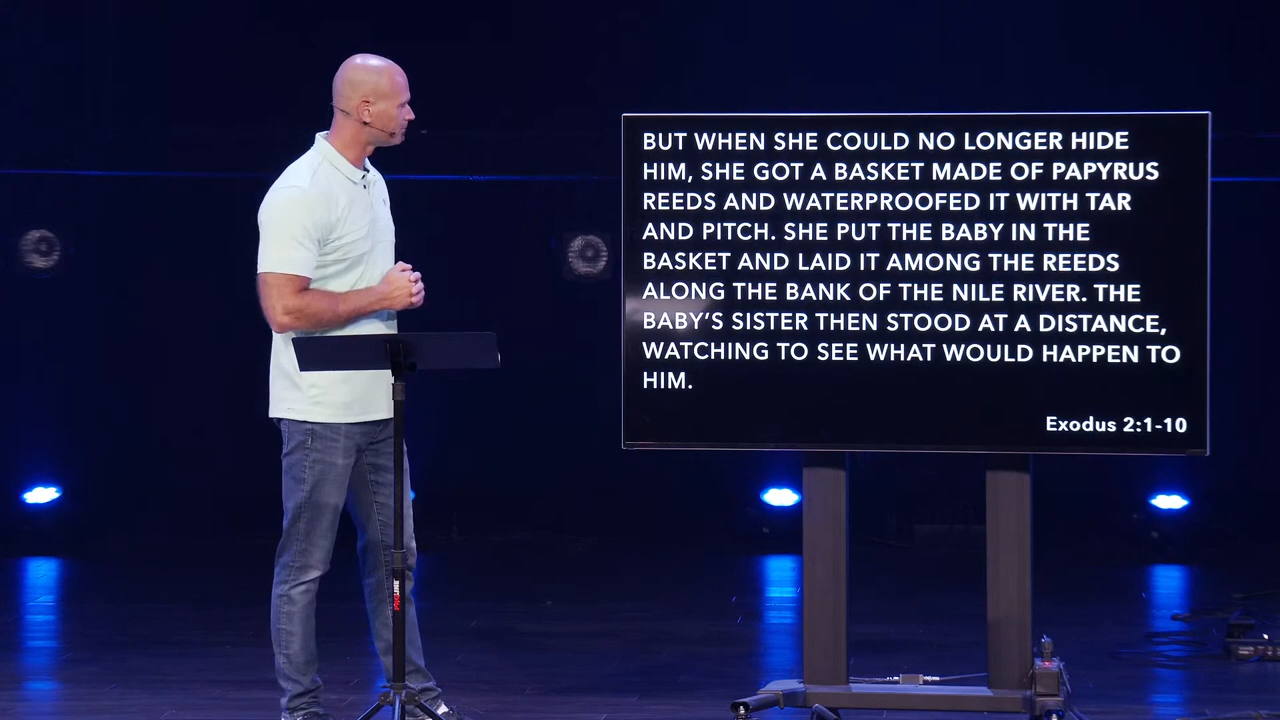 BUT WHEN SHE COULD NO LONGER HIDE
HIM, SHE GOT A BASKET MADE OF PAPYRUS
REEDS AND WATERPROOFED IT WITH TAR
AND PITCH. SHE PUT THE BABY IN THE
BASKET AND LAID IT AMONG THE REEDS
ALONG THE BANK OF THE NILE RIVER. THE
BABY'S SISTER THEN STOOD AT A DISTANCE,
WATCHING TO SEE WHAT WOULD HAPPEN TO
HIM.
Exodus 2:1-10
PROLINE